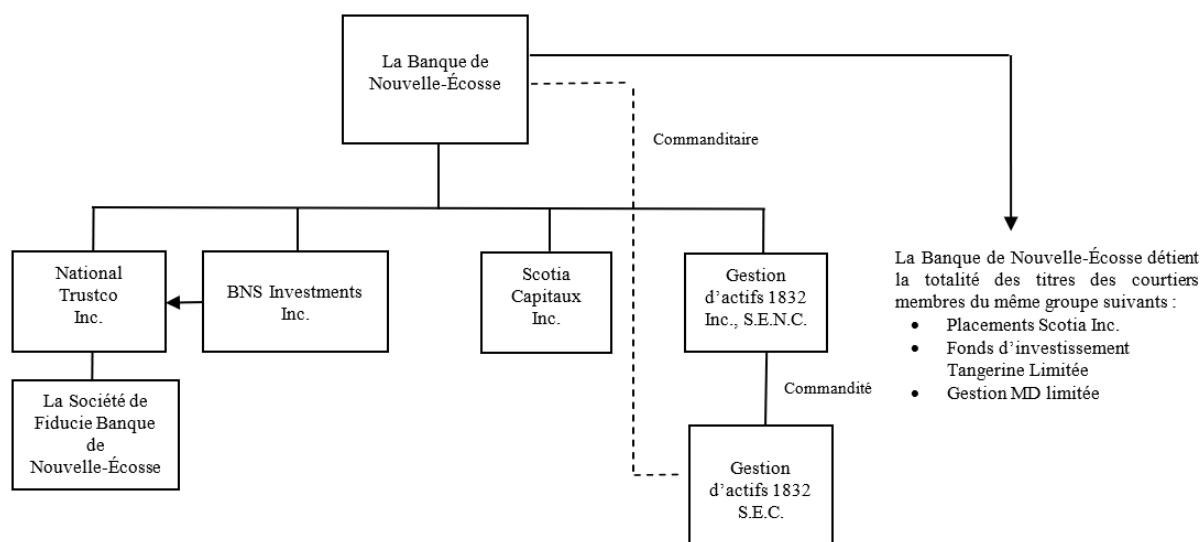 La Banque de
Nouvelle-Écosse
Commanditaire
National
Trustco
Inc.
BNS Investments
Inc.
Scotia
Capitaux
Inc.
Gestion
d’actifs 1832
Inc., S.E.N.C.
La Banque de Nouvelle-Écosse détient
la totalité des titres des courtiers
membres du même groupe suivants :
• Placements Scotia Inc.
• Fonds d’investissement
Tangerine Limitée
• Gestion MD limitée
Commandité
La Société de
Fiducie Banque
de
Nouvelle-Écosse
Gestion
d’actifs 1832
S.E.C.